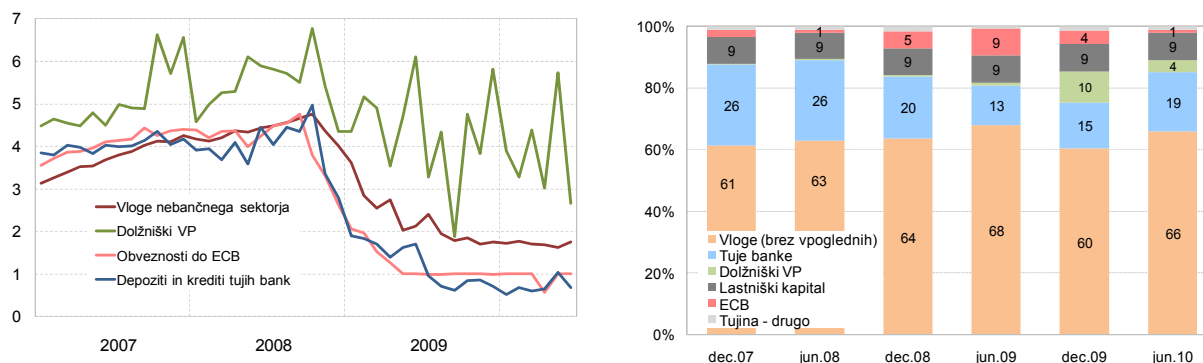 7
6
5
4
3
2
1
0
Vloge nebančnega sektorja
Dolžniški VP
Obveznosti do ECB
Depoziti in krediti tujih bank
2007 2008 2009
100%
80%
60%
40%
20%
0%
1 5 9 4 1
9 9 9 9 9 9
10 4
26 26 20 13 15 19
61 63 64 68 60 66
Vloge (brez vpoglednih)
Tuje banke
Dolžniški VP
Lastniški kapital
ECB
Tujina - drugo
dec.07 jun.08 dec.08 jun.09 dec.09 jun.10